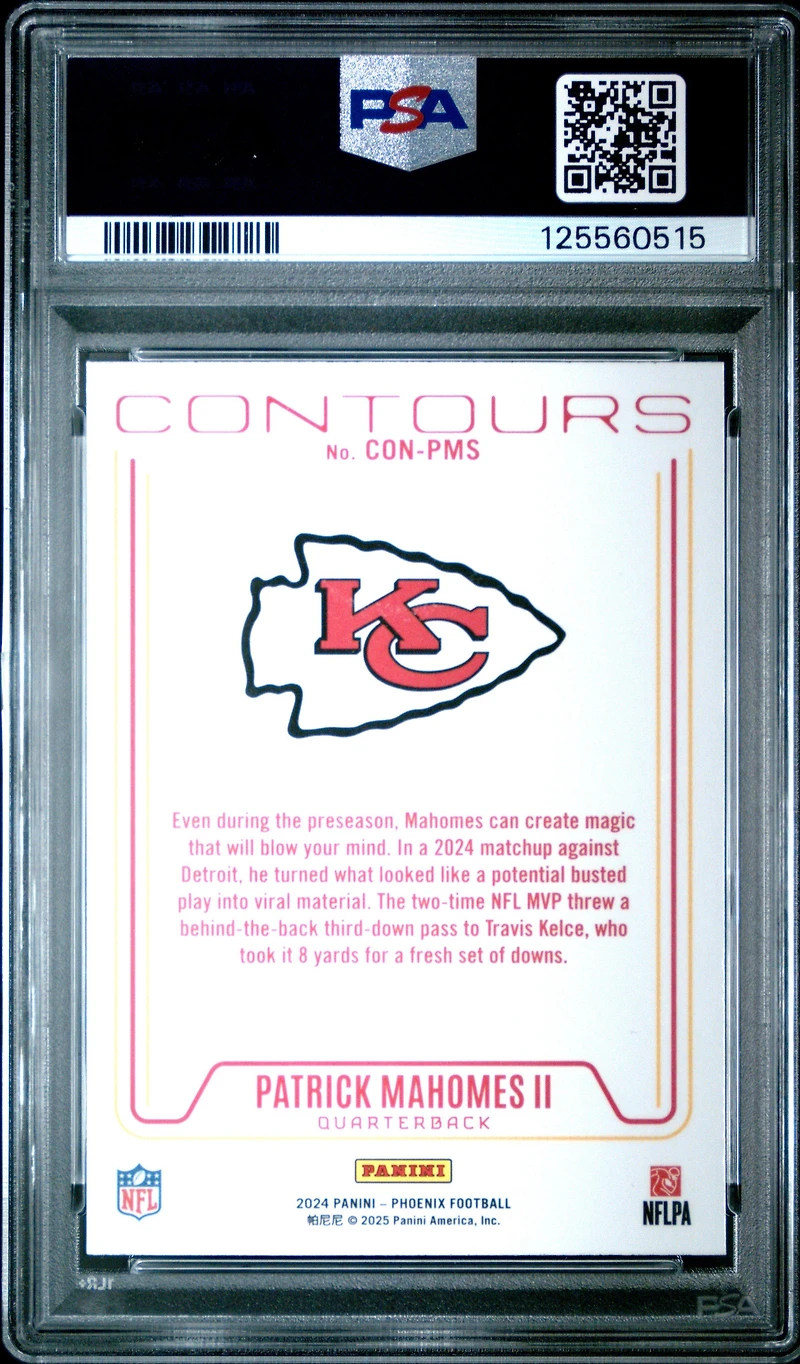 PSA
125560515
CONTOURS
No. CON-PMS
KC
Even during the preseason, Mahomes can create magic
that will blow your mind. In a 2024 matchup against
Detroit, he turned what looked like a potential busted
play into viral material. The two-time NFL MVP threw a
behind-the-back third-down pass to Travis Kelce, who
took it 8 yards for a fresh set of downs.
PATRICK MAHOMES II
QUARTERBACK
PANINI
NFL
2024 PANINI – PHOENIX FOOTBALL
帕尼尼 © 2025 Panini America, Inc.
NFLPA
PSA